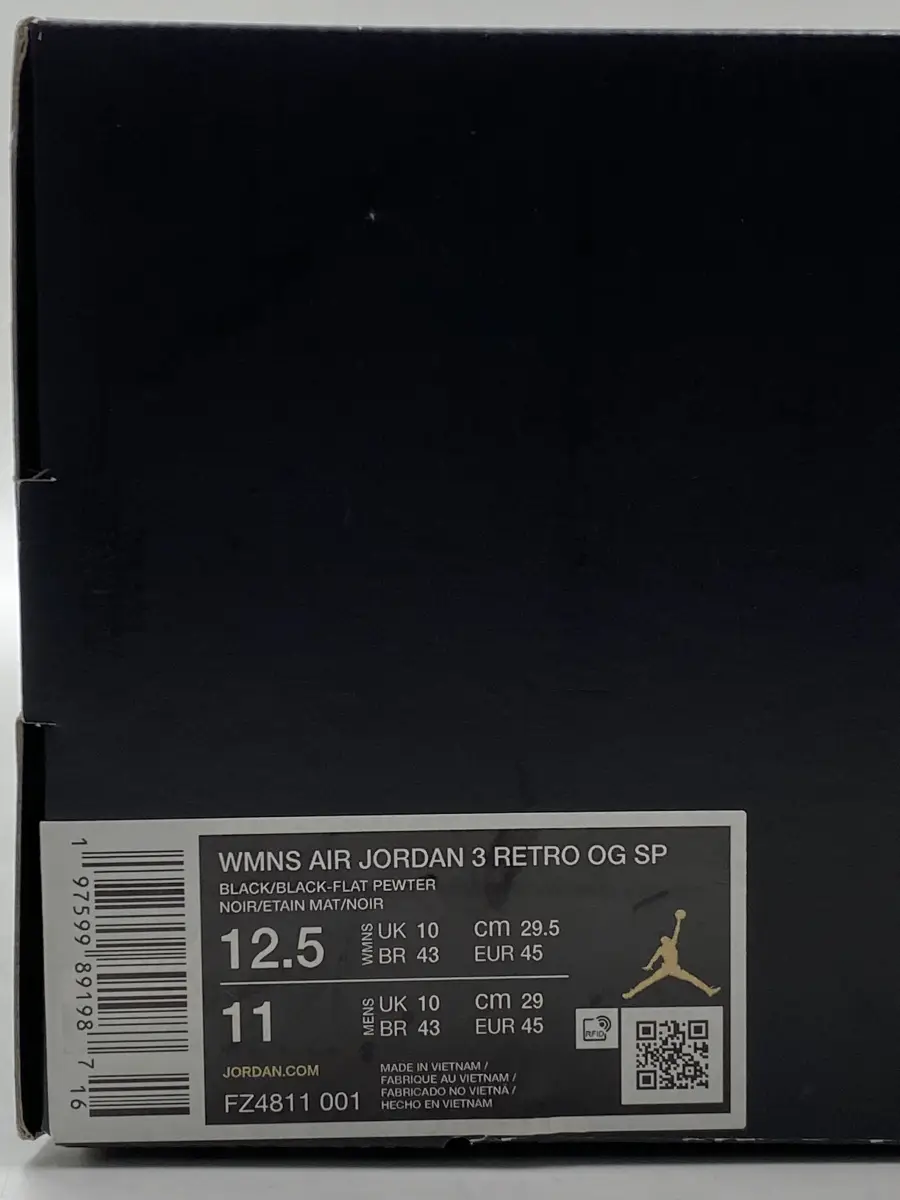 WMNS AIR JORDAN 3 RETRO OG SP
BLACK/BLACK-FLAT PEWTER
NOIR/ETAIN MAT/NOIR
12.5 WMNS UK 10 cm 29.5
BR 43 EUR 45
11 MENS UK 10 cm 29
BR 43 EUR 45
RFID
JORDAN.COM
FZ4811 001
MADE IN VIETNAM /
FABRIQUE AU VIETNAM /
FABRICADO NO VIETNÃ /
HECHO EN VIETNAM
1 97599 89198 7 16